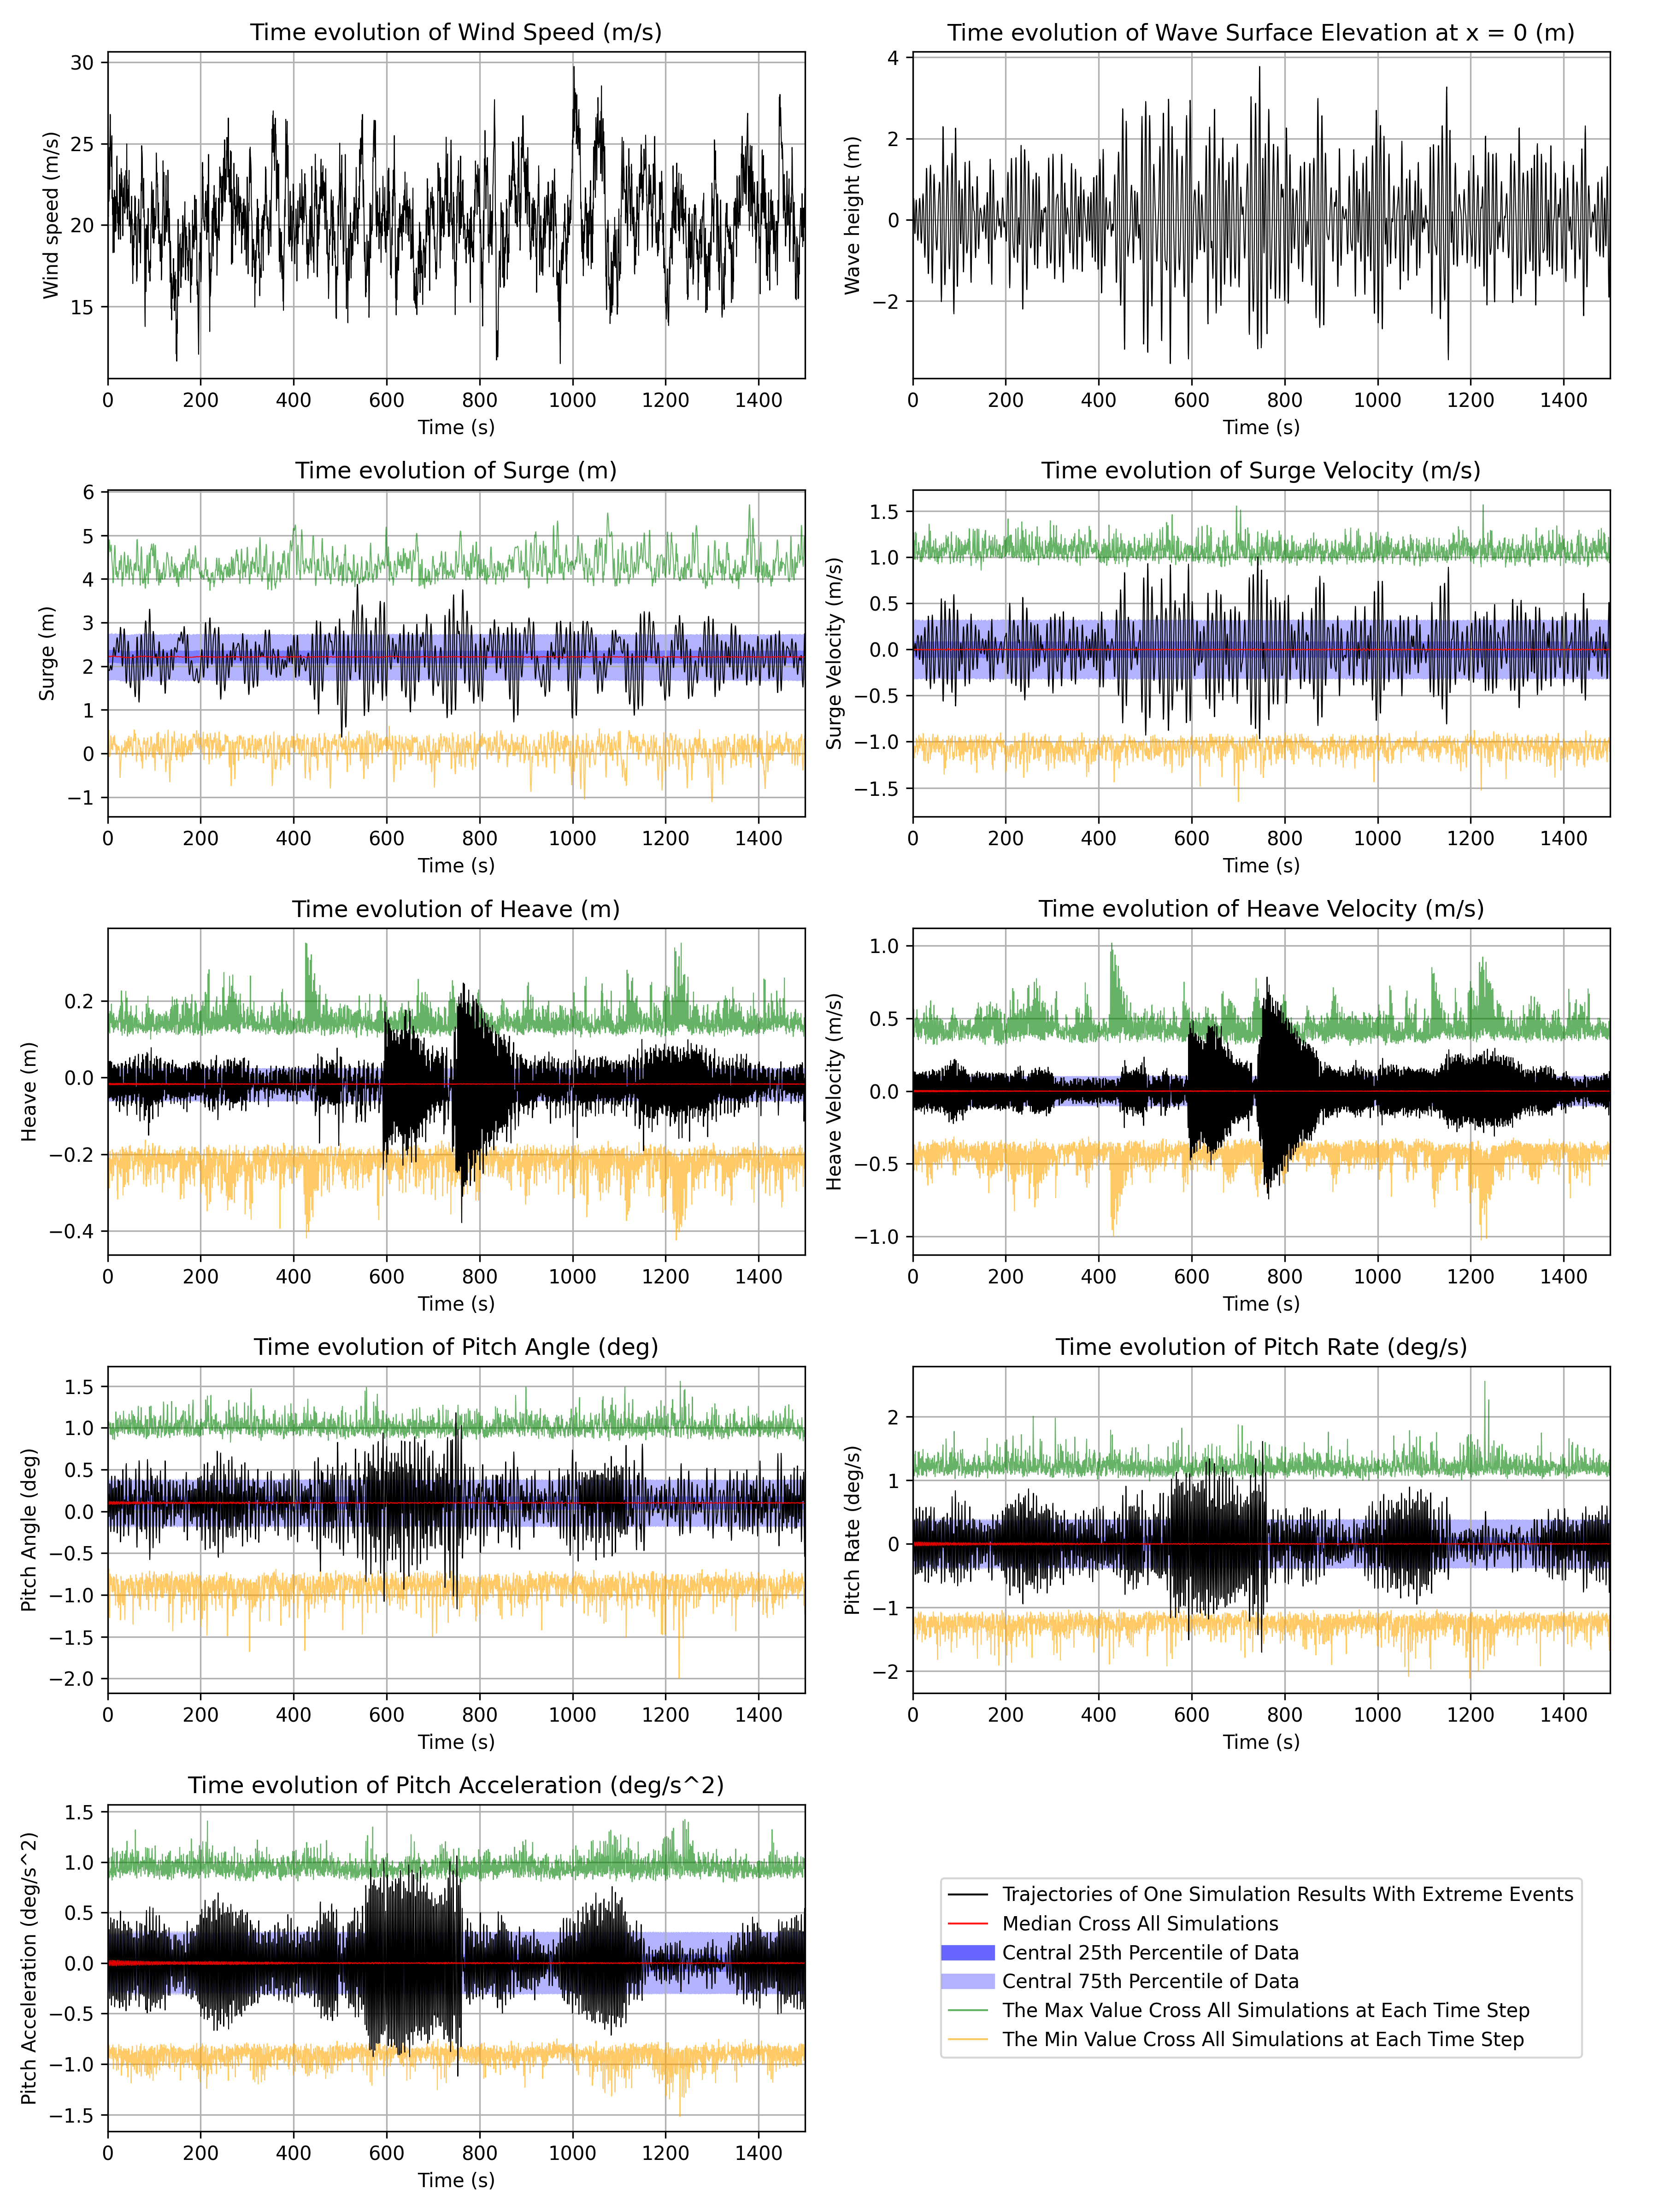 Time evolution of Wind Speed (m/s)
30
25
20
15
Wind speed (m/s)
0 200 400 600 800 1000 1200 1400
Time (s)
Time evolution of Wave Surface Elevation at x = 0 (m)
4
2
0
−2
Wave height (m)
0 200 400 600 800 1000 1200 1400
Time (s)
Time evolution of Surge (m)
6
5
4
3
2
1
0
−1
Surge (m)
0 200 400 600 800 1000 1200 1400
Time (s)
Time evolution of Surge Velocity (m/s)
1.5
1.0
0.5
0.0
−0.5
−1.0
−1.5
Surge Velocity (m/s)
0 200 400 600 800 1000 1200 1400
Time (s)
Time evolution of Heave (m)
0.2
0.0
−0.2
−0.4
Heave (m)
0 200 400 600 800 1000 1200 1400
Time (s)
Time evolution of Heave Velocity (m/s)
1.0
0.5
0.0
−0.5
−1.0
Heave Velocity (m/s)
0 200 400 600 800 1000 1200 1400
Time (s)
Time evolution of Pitch Angle (deg)
1.5
1.0
0.5
0.0
−0.5
−1.0
−1.5
−2.0
Pitch Angle (deg)
0 200 400 600 800 1000 1200 1400
Time (s)
Time evolution of Pitch Rate (deg/s)
2
1
0
−1
−2
Pitch Rate (deg/s)
0 200 400 600 800 1000 1200 1400
Time (s)
Time evolution of Pitch Acceleration (deg/s^2)
1.5
1.0
0.5
0.0
−0.5
−1.0
−1.5
Pitch Acceleration (deg/s^2)
0 200 400 600 800 1000 1200 1400
Time (s)
Trajectories of One Simulation Results With Extreme Events
Median Cross All Simulations
Central 25th Percentile of Data
Central 75th Percentile of Data
The Max Value Cross All Simulations at Each Time Step
The Min Value Cross All Simulations at Each Time Step